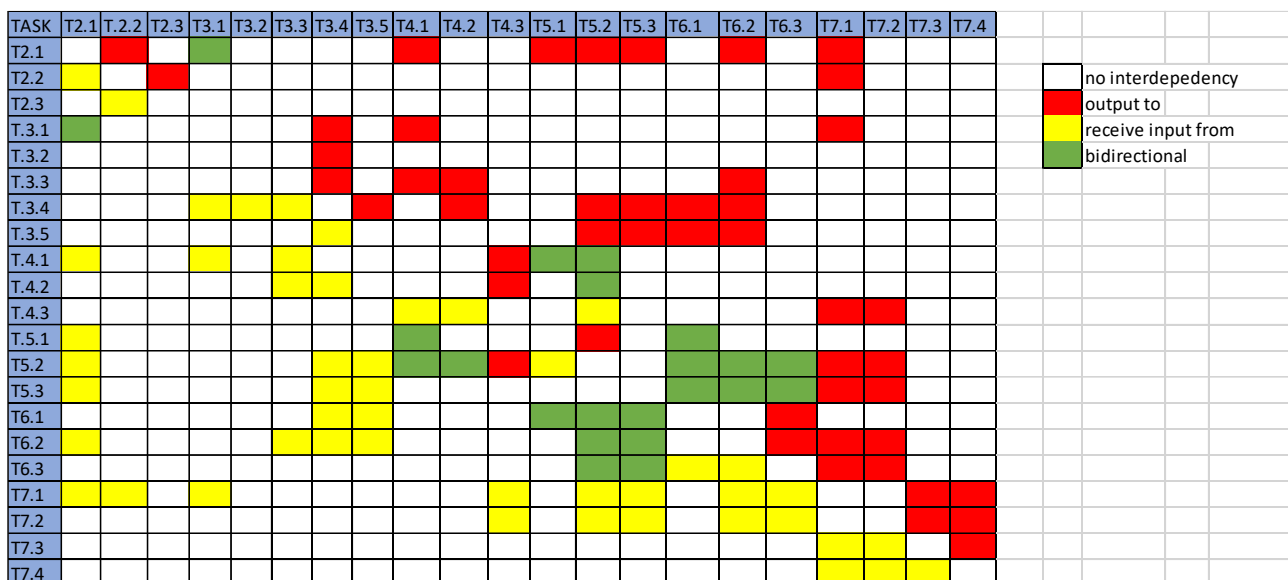 TASK T2.1 T.2.2 T2.3 T3.1 T3.2 T3.3 T3.4 T3.5 T4.1 T4.2 T4.3 T5.1 T5.2 T5.3 T6.1 T6.2 T6.3 T7.1 T7.2 T7.3 T7.4
T2.1
T2.2 no interdepedency
T2.3 output to
T.3.1 receive input from
T.3.2 bidirectional
T.3.3
T.3.4
T.3.5
T.4.1
T.4.2
T.4.3
T.5.1
T5.2
T5.3
T6.1
T6.2
T6.3
T7.1
T7.2
T7.3
T7.4